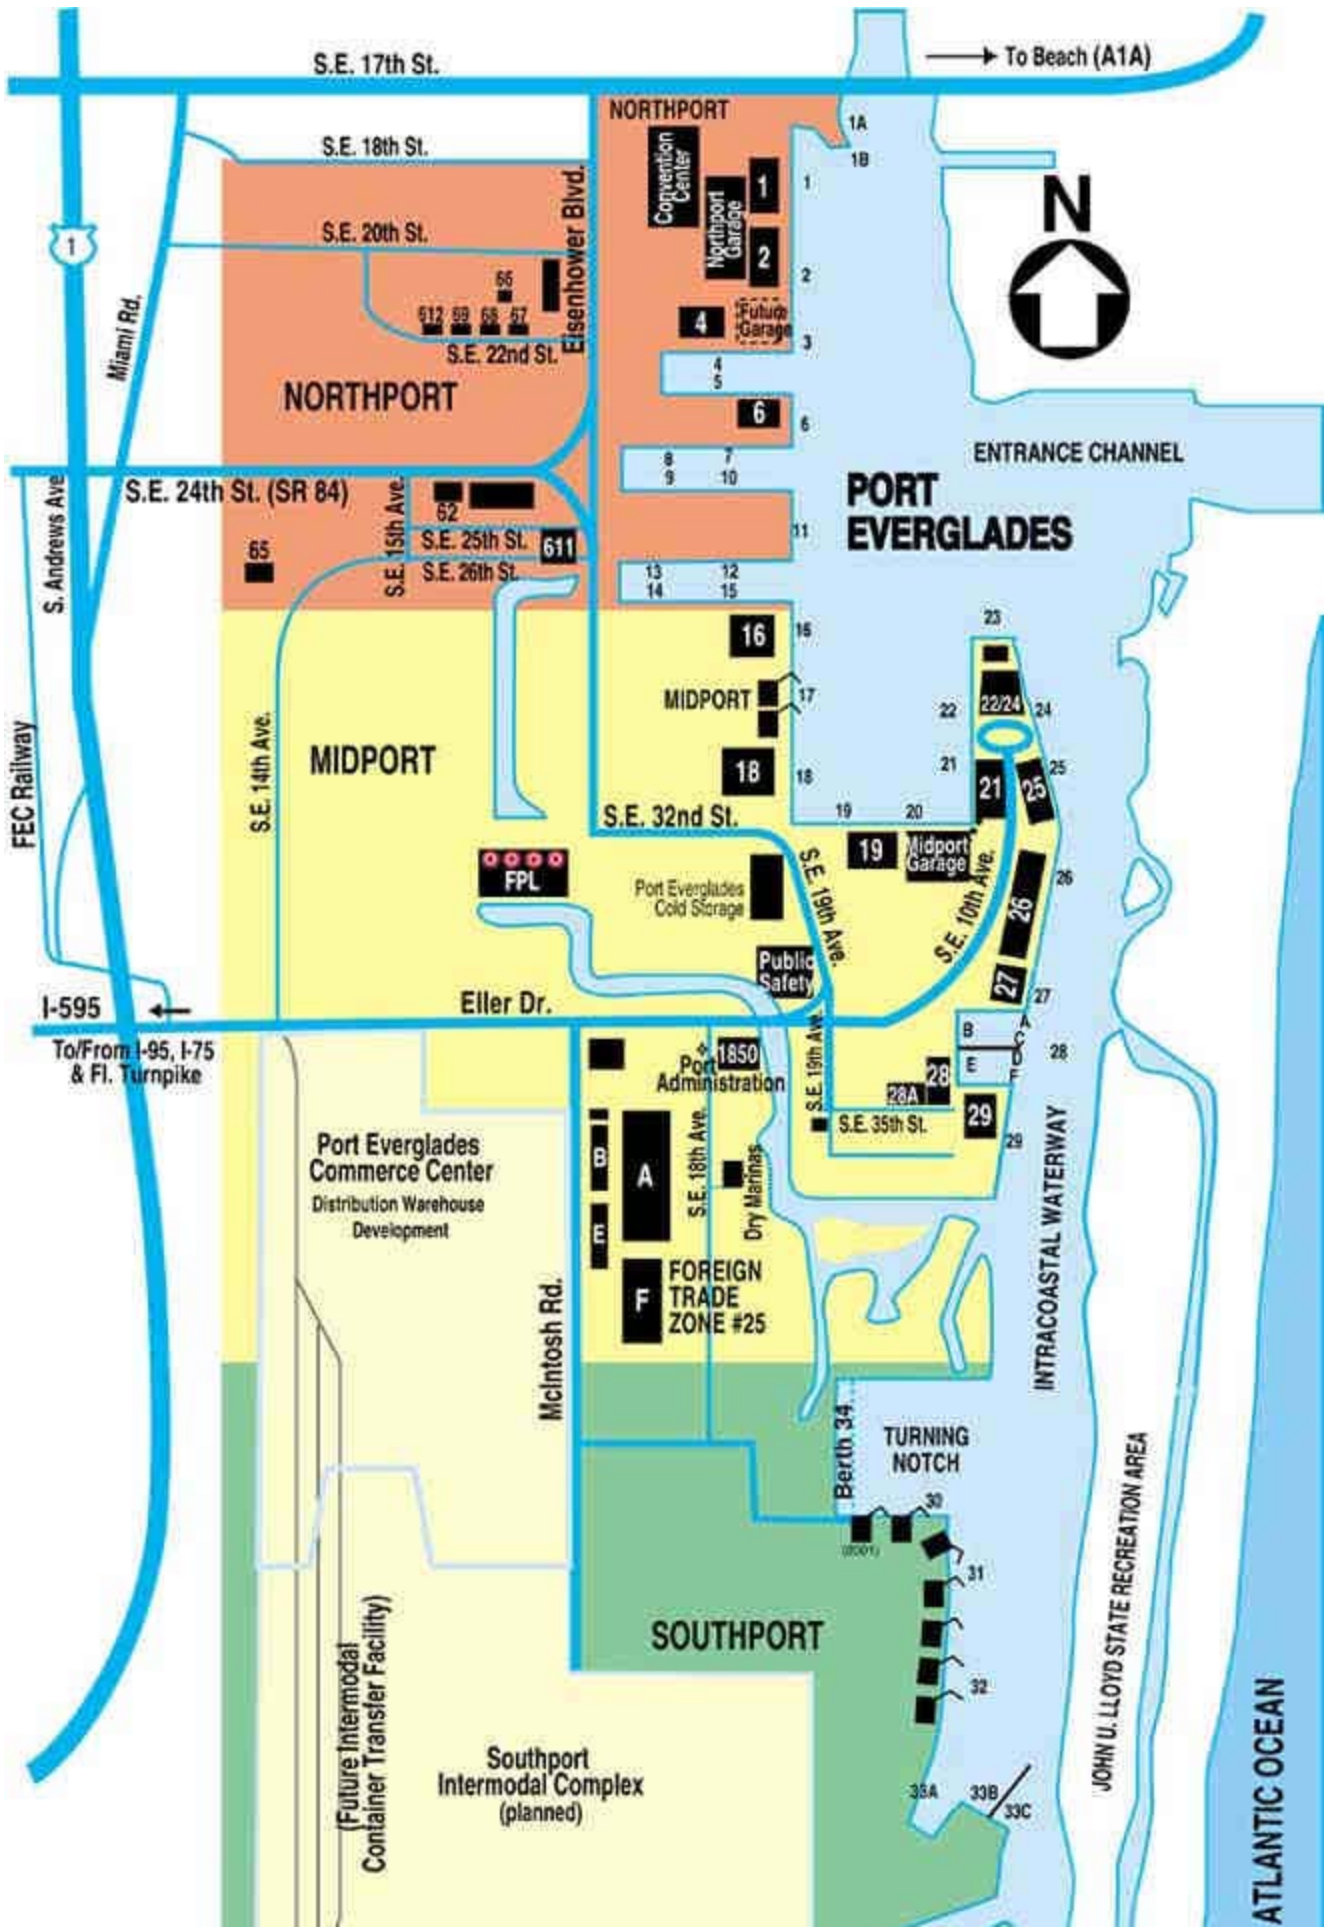 S.E. 17th St.
To Beach (A1A)
NORTHPORT
1A
1B
Convention
Center
Northport
Garage
1
1
2
2
N
S.E. 18th St.
Eisenhower Blvd.
S.E. 20th St.
1
Miami Rd.
66
612
69
68
67
S.E. 22nd St.
4
Future
Garage
3
4
5
NORTHPORT
6
6
ENTRANCE CHANNEL
8
7
9
10
PORT
EVERGLADES
S.E. 24th St. (SR 84)
S. Andrews Ave
62
S.E. 15th Ave.
S.E. 25th St.
611
11
65
S.E. 26th St.
13
12
14
15
16
16
23
MIDPORT
17
22/24
22
24
MIDPORT
18
18
21
21
25
25
FEC Railway
S.E. 14th Ave.
S.E. 32nd St.
19
20
19
Midport
Garage
FPL
Port Everglades
Cold Storage
S.E. 19th Ave.
S.E. 10th Ave.
26
26
Public
Safety
27
27
I-595
Eller Dr.
To/From I-95, I-75
& Fl. Turnpike
S.E. 19th Ave.
B
A
C
D
E
F
28
1850
Port
Administration
28
28A
S.E. 35th St.
29
29
Port Everglades
Commerce Center
Distribution Warehouse
Development
B
A
E
F
S.E. 18th Ave.
Dry Marinas
FOREIGN
TRADE
ZONE #25
McIntosh Rd.
INTRACOASTAL WATERWAY
Berth 34
TURNING
NOTCH
30
31
SOUTHPORT
32
JOHN U. LLOYD STATE RECREATION AREA
(Future Intermodal
Container Transfer Facility)
Southport
Intermodal Complex
(planned)
33A
33B
33C
ATLANTIC OCEAN